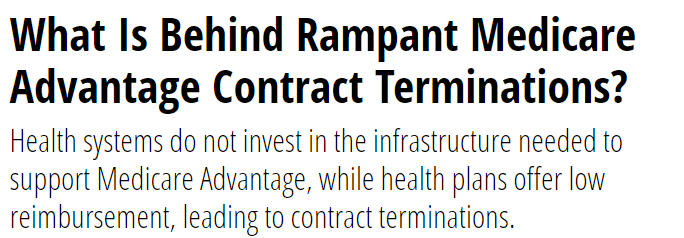 What Is Behind Rampant Medicare
Advantage Contract Terminations?
Health systems do not invest in the infrastructure needed to
support Medicare Advantage, while health plans offer low
reimbursement, leading to contract terminations.